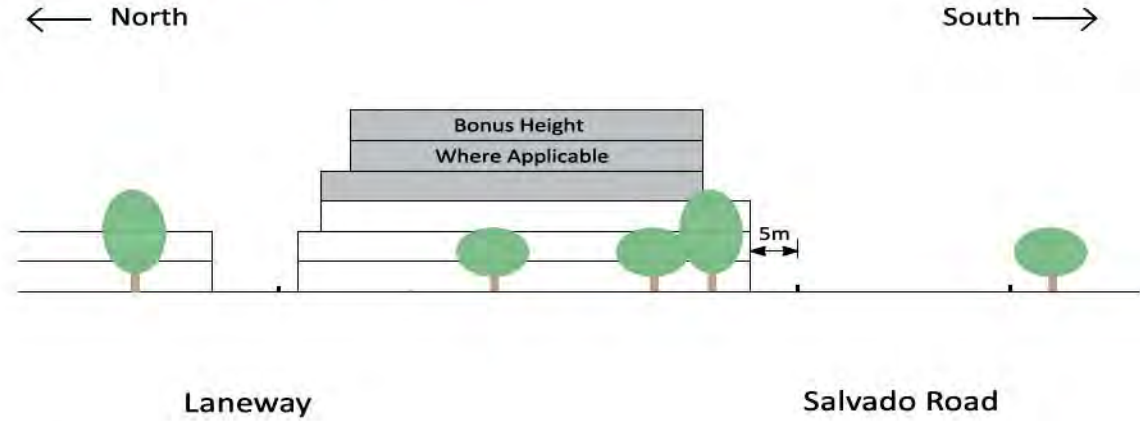 North
South
Bonus Height
Where Applicable
5m
Laneway
Salvado Road